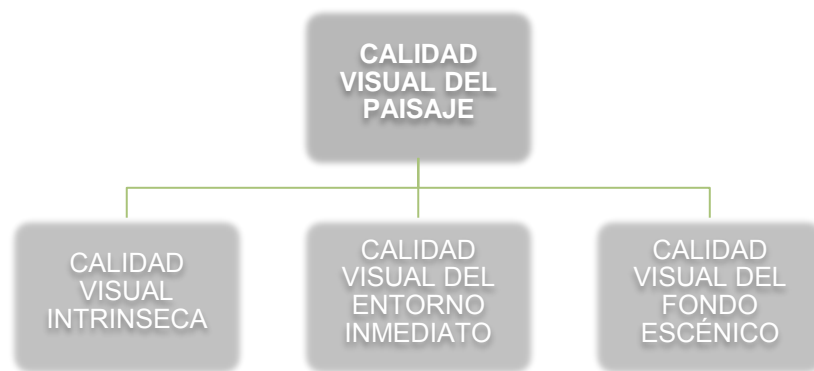 CALIDAD
VISUAL DEL
PAISAJE
CALIDAD
VISUAL
INTRINSECA
CALIDAD
VISUAL DEL
ENTORNO
INMEDIATO
CALIDAD
VISUAL DEL
FONDO
ESCÉNICO